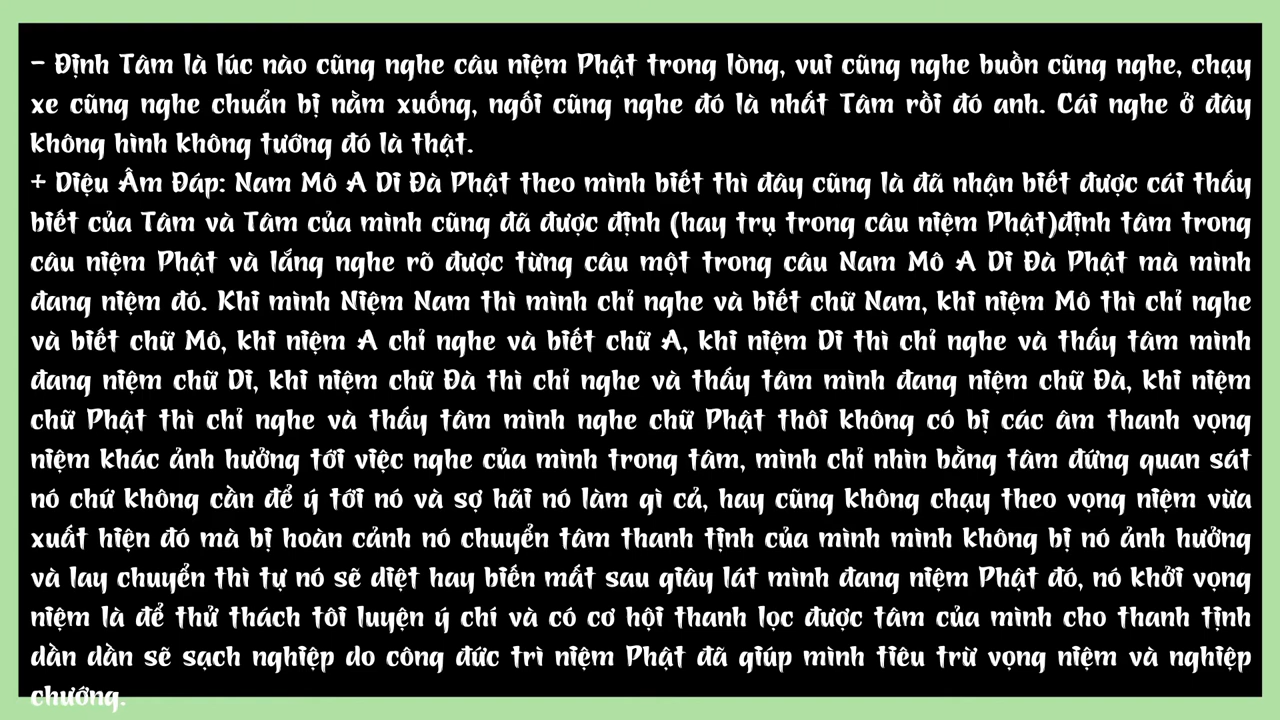 – Định Tâm là lúc nào cũng nghe câu niệm Phật trong lòng, vui cũng nghe buồn cũng nghe, chạy
xe cũng nghe chuẩn bị nằm xuống, ngối cũng nghe đó là nhất Tâm rồi đó anh. Cái nghe ở đây
không hình không tướng đó là thật.
+ Diệu Âm Đáp: Nam Mô A Di Đà Phật theo mình biết thì đây cũng là đã nhận biết được cái thấy
biết của Tâm và Tâm của mình cũng đã được định (hay trụ trong câu niệm Phật)định tâm trong
câu niệm Phật và lắng nghe rõ được từng câu một trong câu Nam Mô A Di Đà Phật mà mình
đang niệm đó. Khi mình Niệm Nam thì mình chỉ nghe và biết chữ Nam, khi niệm Mô thì chỉ nghe
và biết chữ Mô, khi niệm A chỉ nghe và biết chữ A, khi niệm Di thì chỉ nghe và thấy tâm mình
đang niệm chữ Di, khi niệm chữ Đà thì chỉ nghe và thấy tâm mình đang niệm chữ Đà, khi niệm
chữ Phật thì chỉ nghe và thấy tâm mình nghe chữ Phật thôi không có bị các âm thanh vọng
niệm khác ảnh hưởng tới việc nghe của mình trong tâm, mình chỉ nhìn bằng tâm đứng quan sát
nó chứ không cần để ý tới nó và sợ hãi nó làm gì cả, hay cũng không chạy theo vọng niệm vừa
xuất hiện đó mà bị hoàn cảnh nó chuyển tâm thanh tịnh của mình mình không bị nó ảnh hưởng
và lay chuyển thì tự nó sẽ diệt hay biến mất sau giây lát mình đang niệm Phật đó, nó khởi vọng
niệm là để thử thách tôi luyện ý chí và có cơ hội thanh lọc được tâm của mình cho thanh tịnh
dần dần sẽ sạch nghiệp do công đức trì niệm Phật đã giúp mình tiêu trừ vọng niệm và nghiệp
chướng.